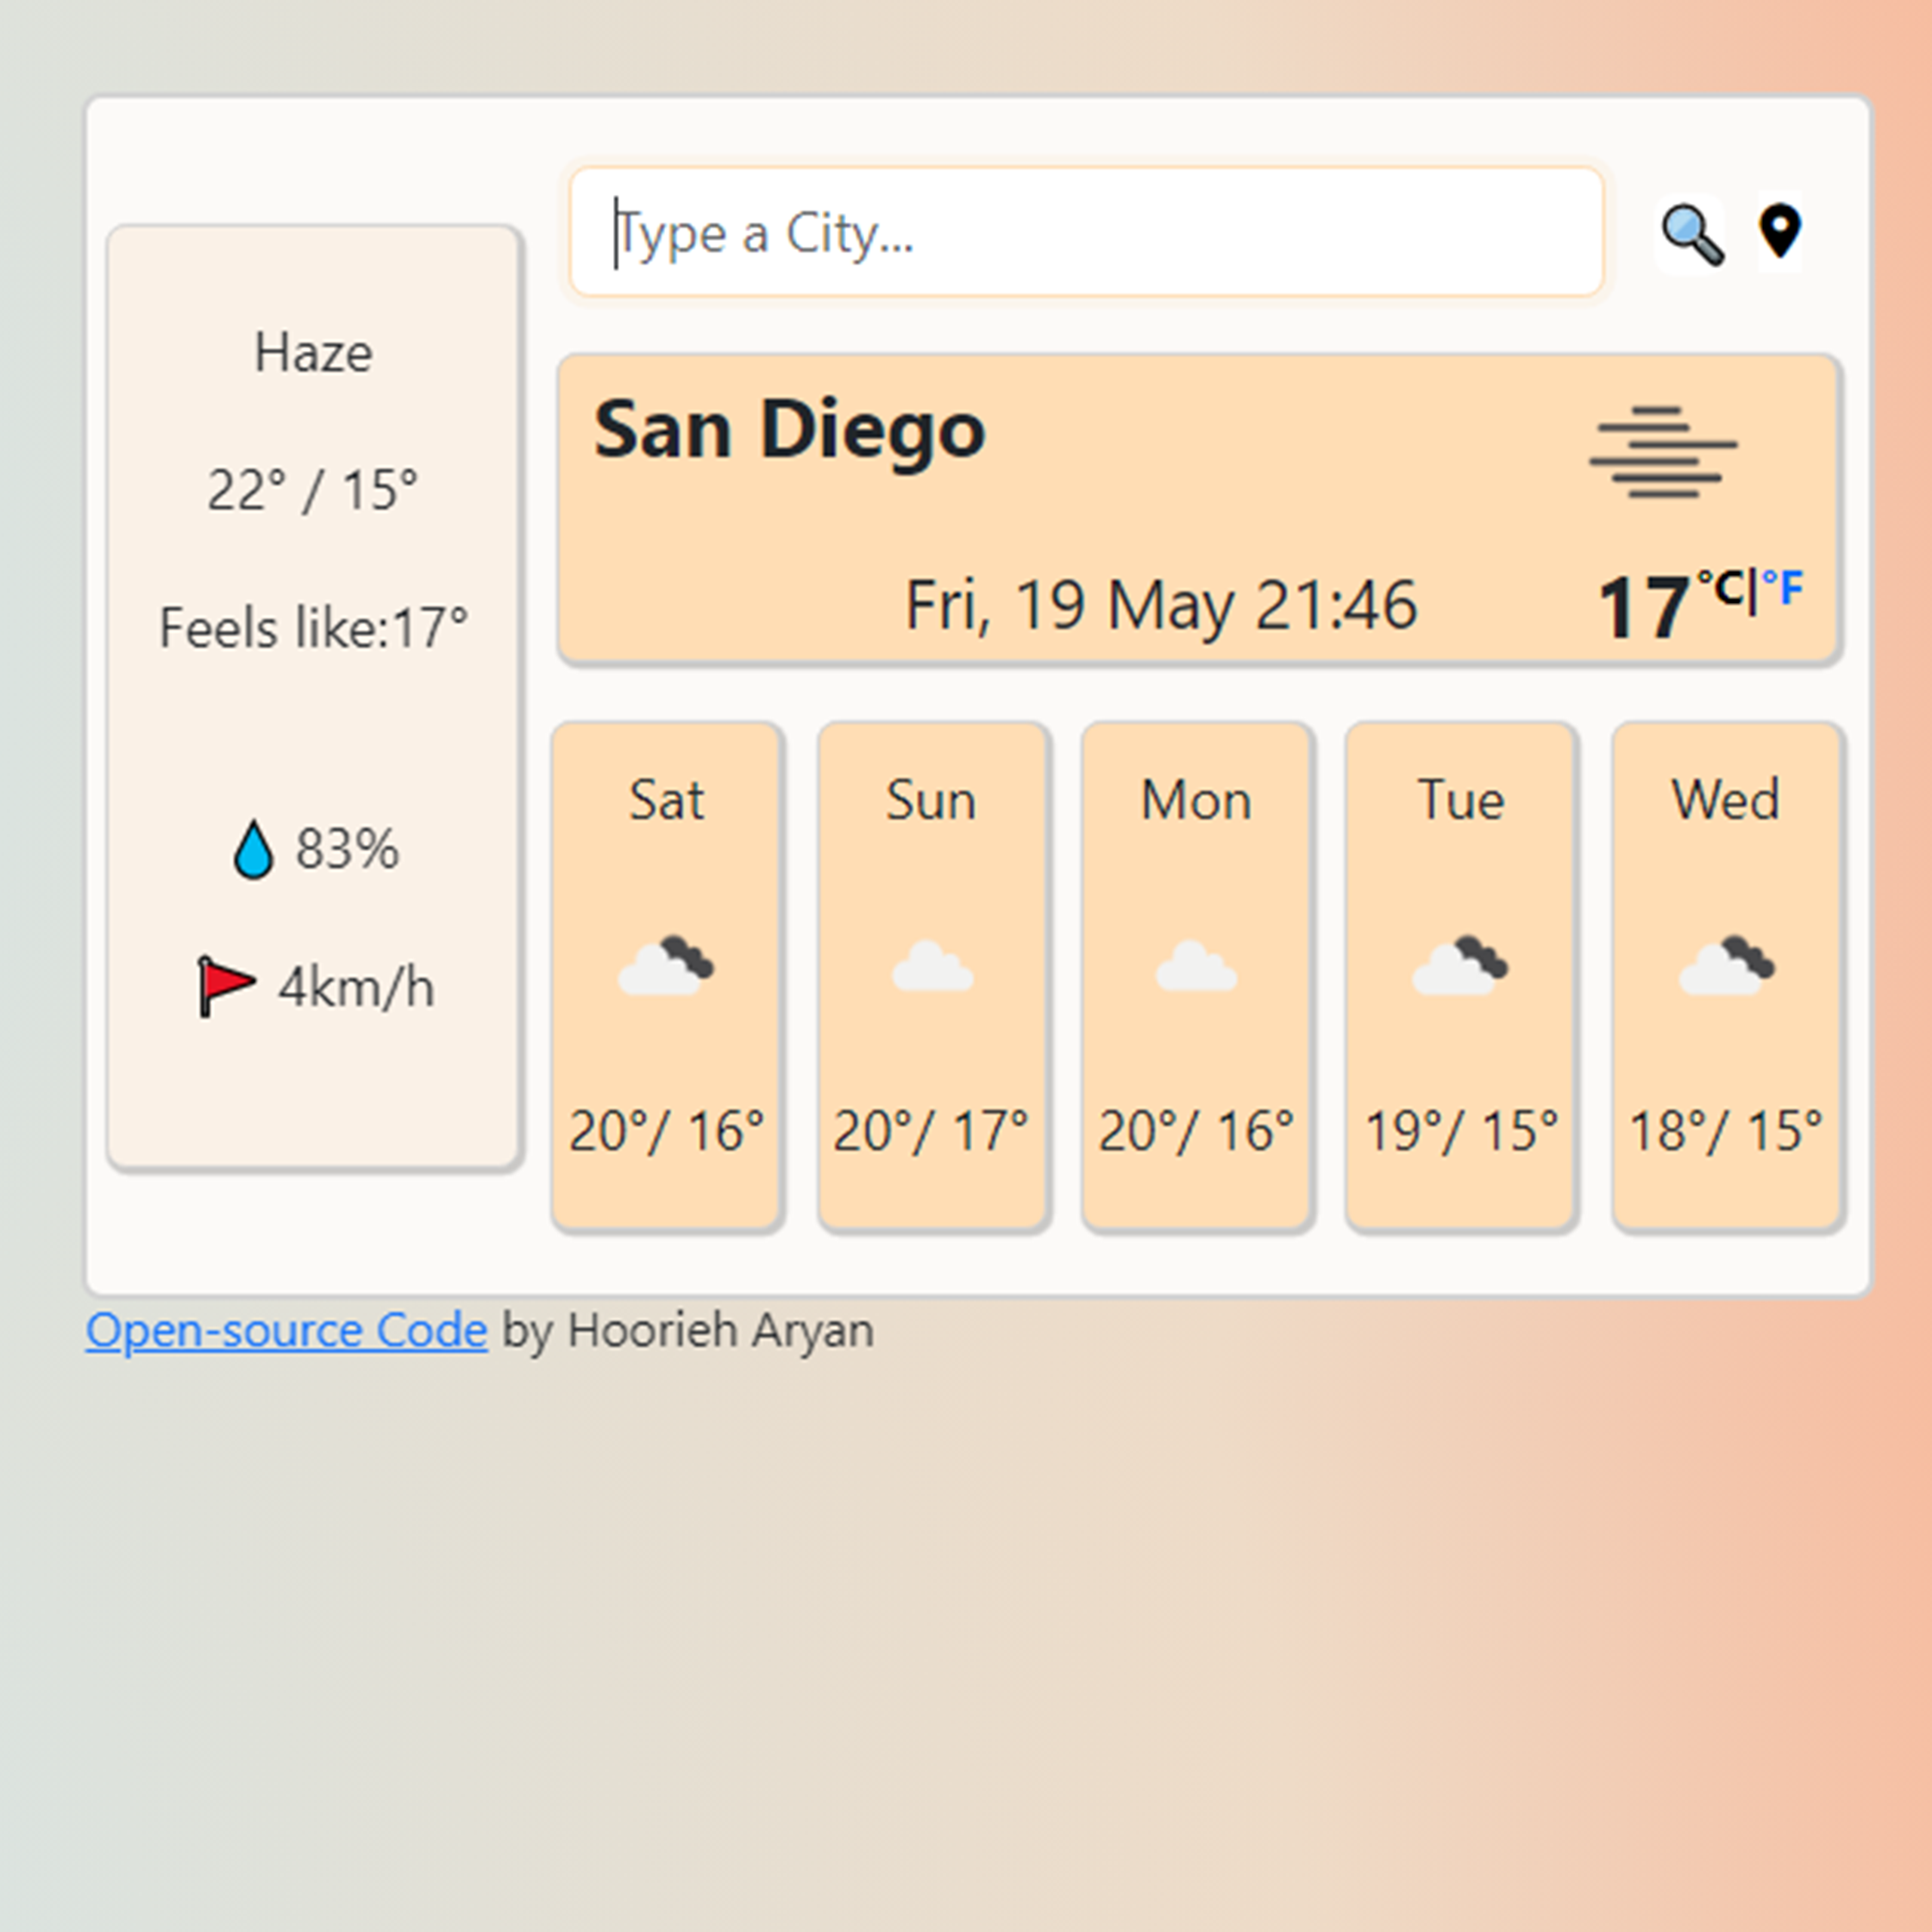 Type a City...
Haze
22° / 15°
Feels like:17°
83%
4km/h
San Diego
Fri, 19 May 21:46
17°C|°F
Sat
20°/ 16°
Sun
20°/ 17°
Mon
20°/ 16°
Tue
19°/ 15°
Wed
18°/ 15°
Open-source Code by Hoorieh Aryan